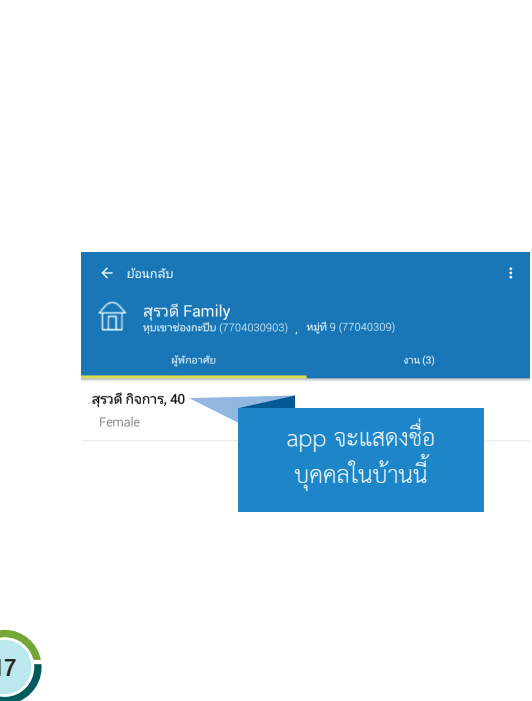 ย้อนกลับ
สุรวดี Family
หุบเขาช่องกะปึบ (7704030903) , หมู่ที่ 9 (77040309)
ผู้พักอาศัย
งาน (3)
สุรวดี กิจการ, 40
Female
app จะแสดงชื่อ
บุคคลในบ้านนี้
17